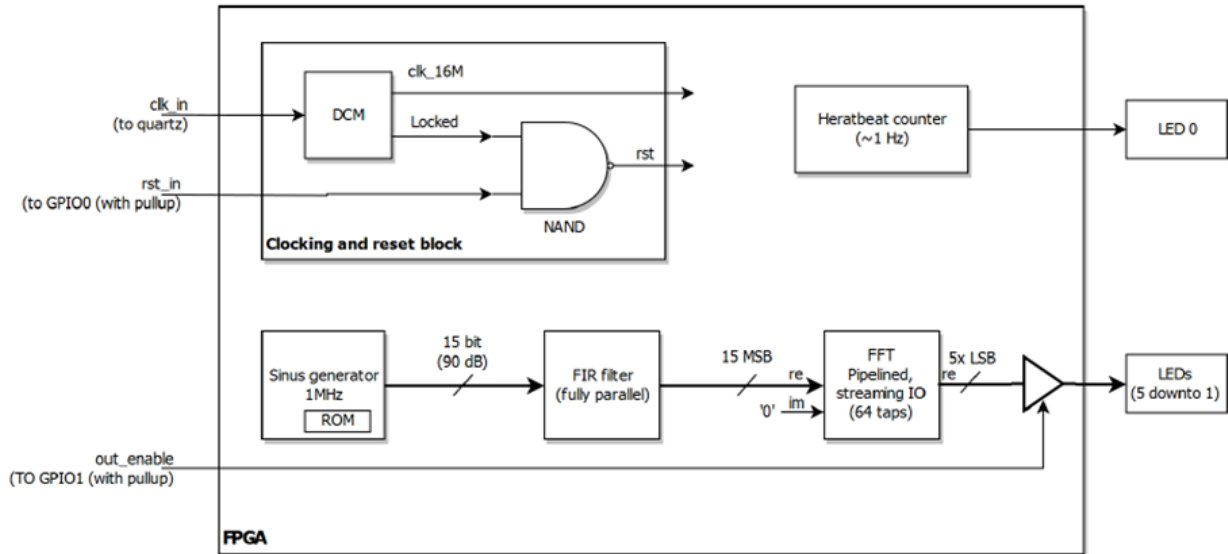 clk_in
(to quartz)
rst_in
(to GPIO0 (with pullup)
DCM
clk_16M
Locked
rst
NAND
Clocking and reset block
Heratbeat counter
(~1 Hz)
LED 0
Sinus generator
1MHz
ROM
15 bit
(90 dB)
FIR filter
(fully parallel)
15 MSB
re
'0'
im
FFT
Pipelined,
streaming IO
(64 taps)
5x LSB
re
LEDs
(5 downto 1)
out_enable
(TO GPIO1 (with pullup)
FPGA